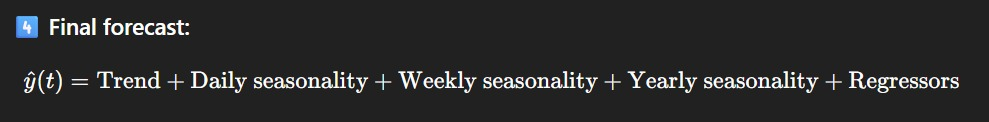 4 Final forecast:
ŷ(t) = Trend + Daily seasonality + Weekly seasonality + Yearly seasonality + Regressors